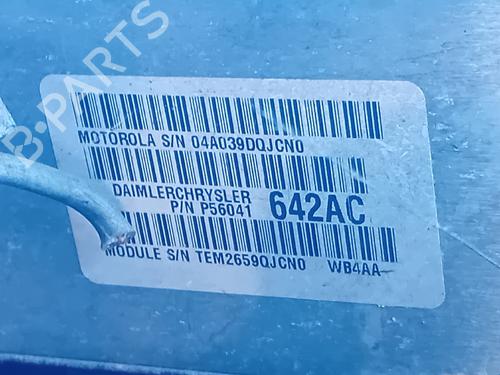 B-PARTS
MOTOROLA S/N 04A039DQJCN0
DAIMLERCHRYSLER
P/N P56041 642AC
MODULE S/N TEM2659QJCN0 WB4AA